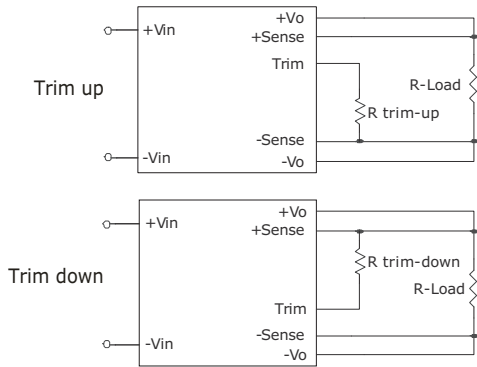 +Vo
+Vin
+Sense
Trim
Trim up
R-Load
R trim-up
-Sense
-Vin
-Vo
+Vo
+Vin
+Sense
R trim-down
Trim down
R-Load
Trim
-Sense
-Vin
-Vo